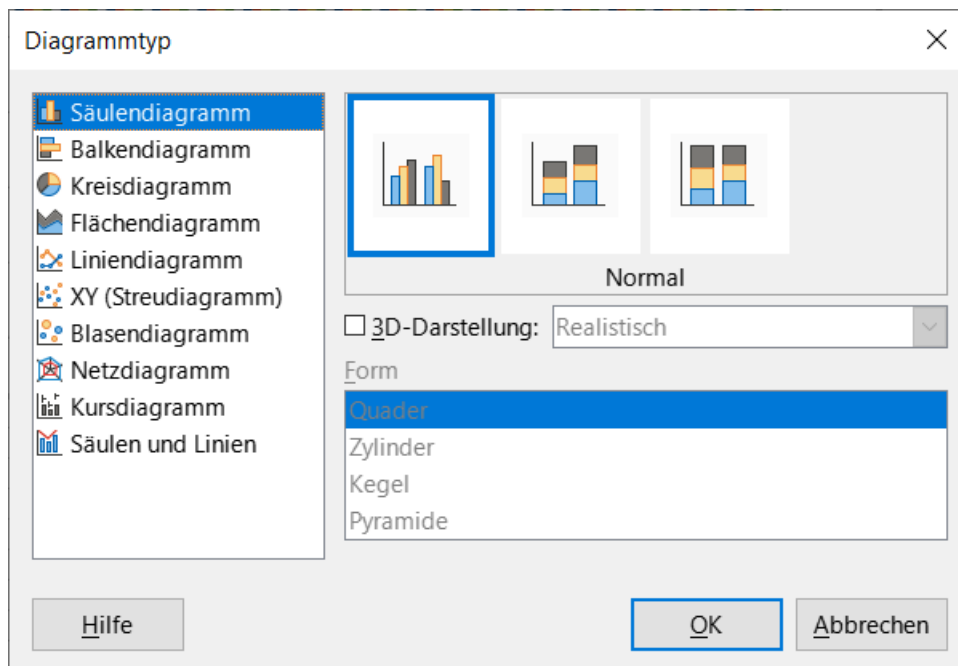 Diagrammtyp
Säulendiagramm
Balkendiagramm
Kreisdiagramm
Flächendiagramm
Liniendiagramm
XY (Streudiagramm)
Blasendiagramm
Netzdiagramm
Kursdiagramm
Säulen und Linien
Normal
3D-Darstellung: Realistisch
Form
Quader
Zylinder
Kegel
Pyramide
Hilfe
OK
Abbrechen